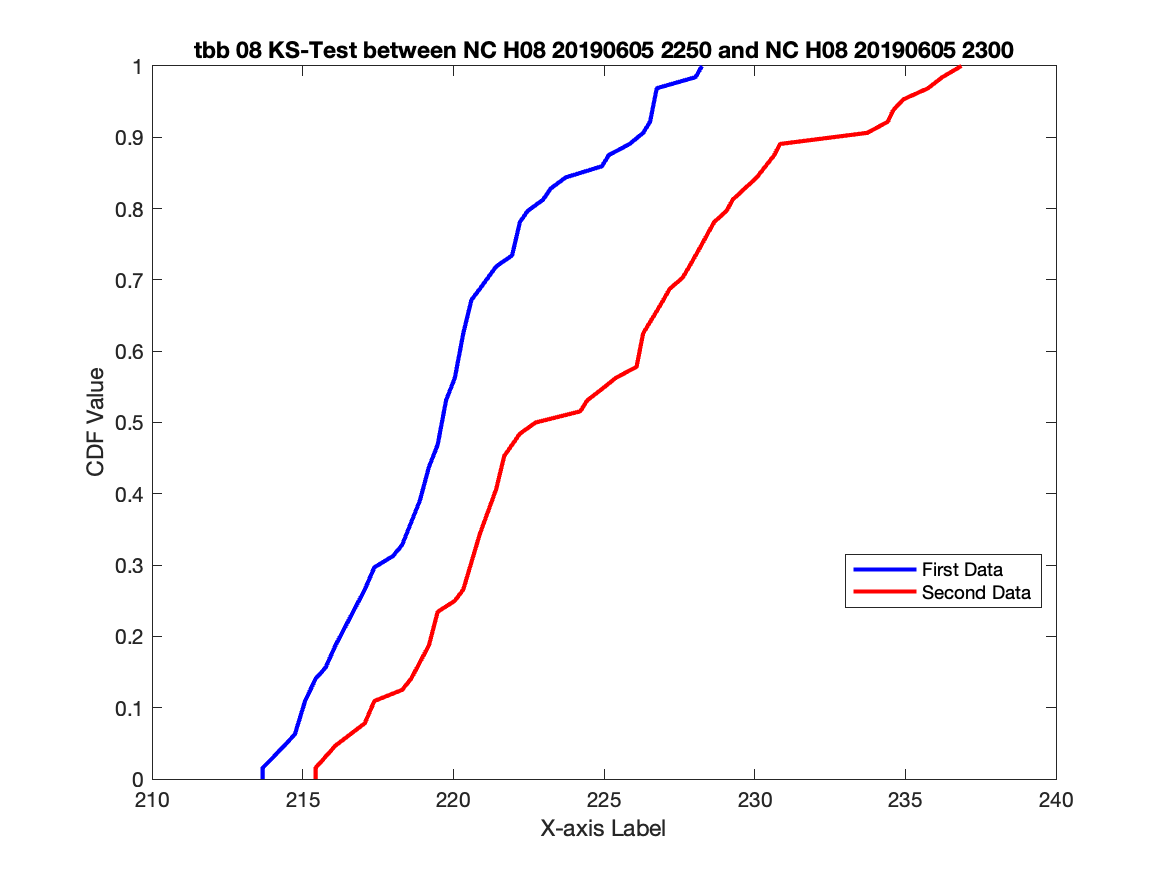 tbb 08 KS-Test between NC H08 20190605 2250 and NC H08 20190605 2300
1
0.9
0.8
0.7
0.6
0.5
0.4
0.3
0.2
0.1
0
CDF Value
First Data
Second Data
210 215 220 225 230 235 240
X-axis Label